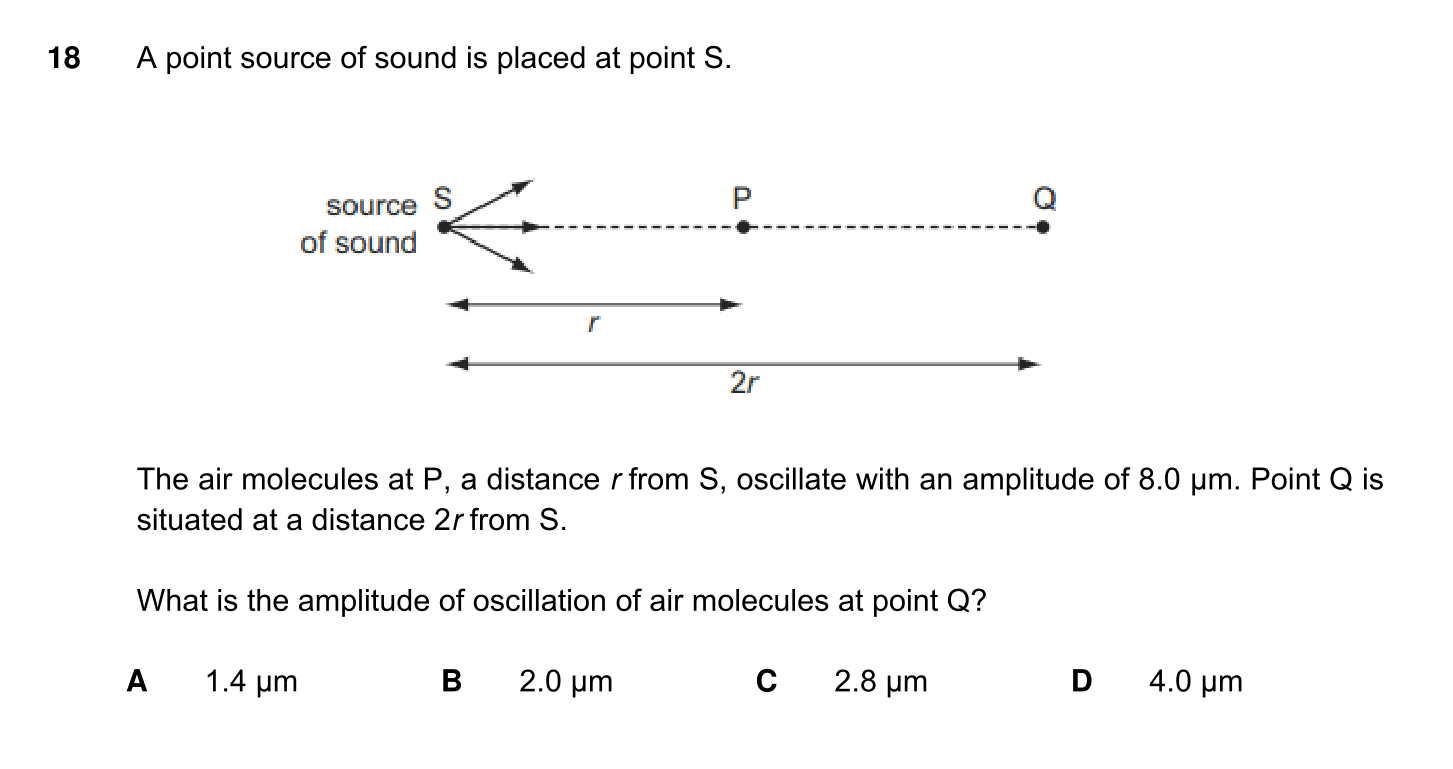 18 A point source of sound is placed at point S.
source S P Q
of sound
r
2r
The air molecules at P, a distance r from S, oscillate with an amplitude of 8.0 µm. Point Q is
situated at a distance 2r from S.
What is the amplitude of oscillation of air molecules at point Q?
A 1.4 µm B 2.0 µm C 2.8 µm D 4.0 µm